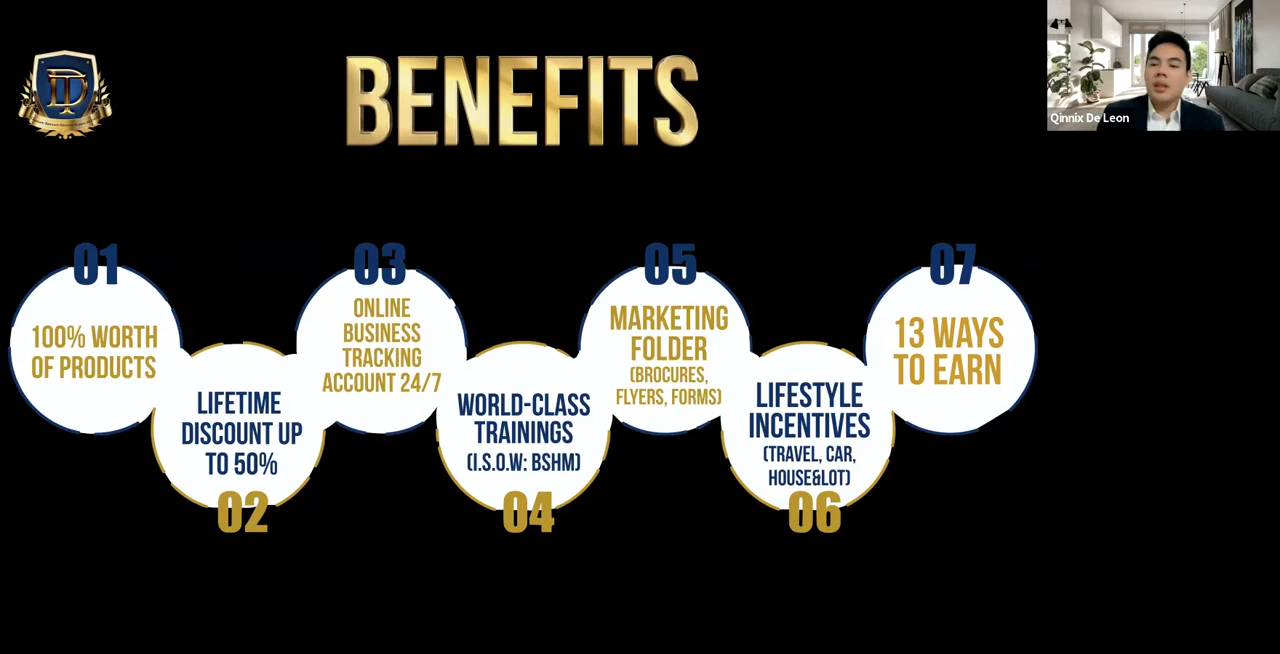 BENEFITS
Qinnix De Leon
01
100% WORTH
OF PRODUCTS
02
LIFETIME
DISCOUNT UP
TO 50%
03
ONLINE
BUSINESS
TRACKING
ACCOUNT 24/7
04
WORLD-CLASS
TRAININGS
(I.S.O.W: BSHM)
05
MARKETING
FOLDER
(BROCURES,
FLYERS, FORMS)
06
LIFESTYLE
INCENTIVES
(TRAVEL, CAR,
HOUSE&LOT)
07
13 WAYS
TO EARN